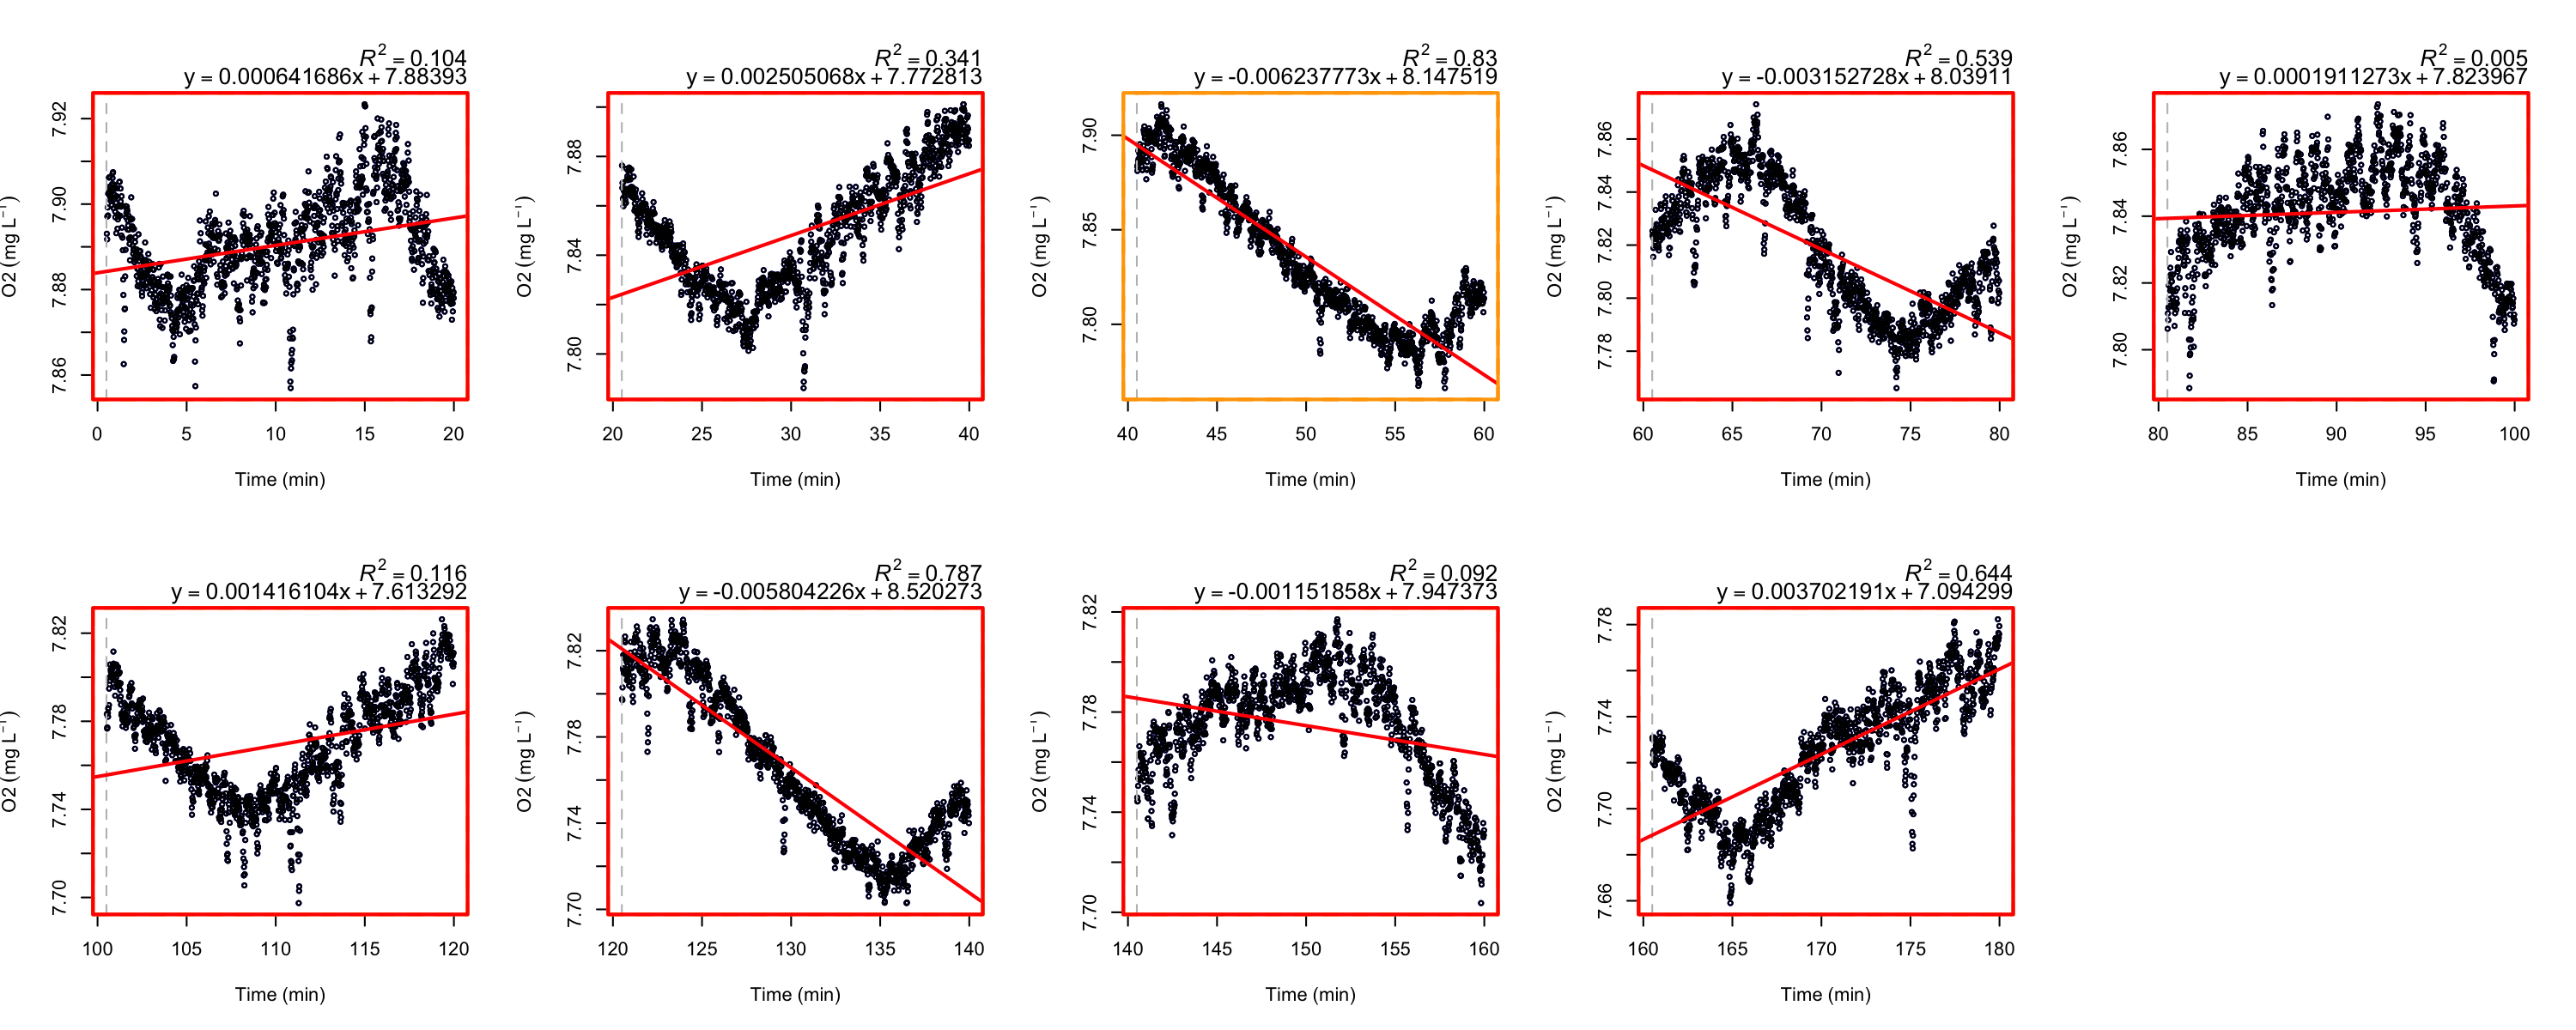 R² = 0.104
y = 0.000641686x + 7.88393
O2 (mg L⁻¹)
7.86 7.88 7.90 7.92
0 5 10 15 20
Time (min)
R² = 0.341
y = 0.002505068x + 7.772813
O2 (mg L⁻¹)
7.80 7.84 7.88
20 25 30 35 40
Time (min)
R² = 0.83
y = -0.006237773x + 8.147519
O2 (mg L⁻¹)
7.80 7.85 7.90
40 45 50 55 60
Time (min)
R² = 0.539
y = -0.003152728x + 8.03911
O2 (mg L⁻¹)
7.78 7.80 7.82 7.84 7.86
60 65 70 75 80
Time (min)
R² = 0.005
y = 0.0001911273x + 7.823967
O2 (mg L⁻¹)
7.80 7.82 7.84 7.86
80 85 90 95 100
Time (min)
R² = 0.116
y = 0.001416104x + 7.613292
O2 (mg L⁻¹)
7.70 7.74 7.78 7.82
100 105 110 115 120
Time (min)
R² = 0.787
y = -0.005804226x + 8.520273
O2 (mg L⁻¹)
7.70 7.74 7.78 7.82
120 125 130 135 140
Time (min)
R² = 0.092
y = -0.001151858x + 7.947373
O2 (mg L⁻¹)
7.70 7.74 7.78 7.82
140 145 150 155 160
Time (min)
R² = 0.644
y = 0.003702191x + 7.094299
O2 (mg L⁻¹)
7.66 7.70 7.74 7.78
160 165 170 175 180
Time (min)